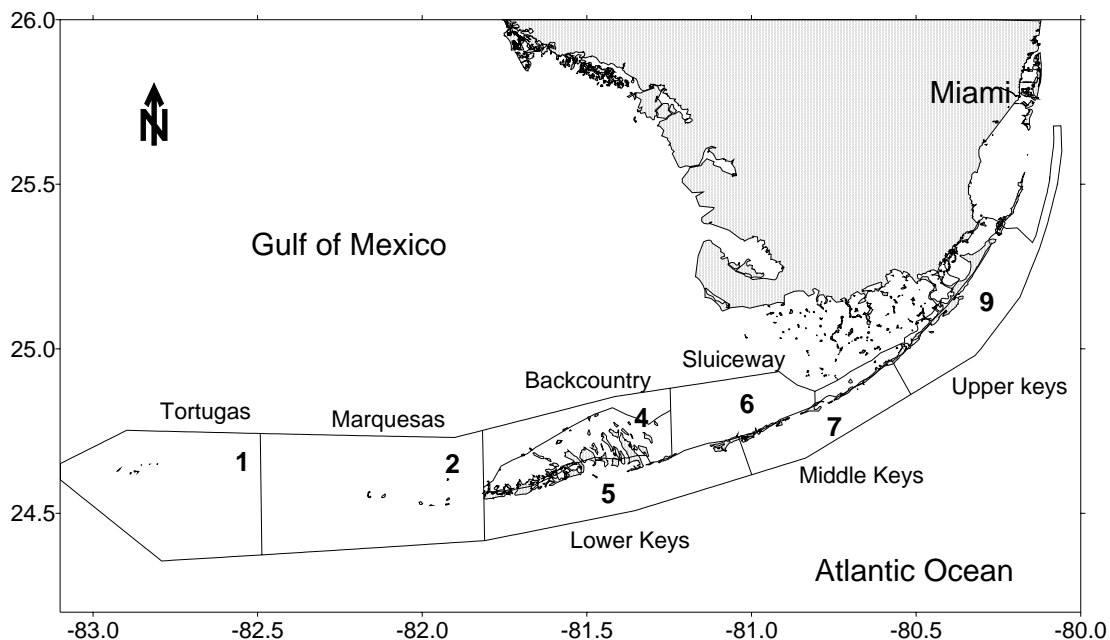 26.0
Miami
N
25.5
Gulf of Mexico
9
25.0
Sluiceway
Backcountry
Upper keys
Tortugas
Marquesas
4
6
7
1
2
Middle Keys
5
24.5
Lower Keys
Atlantic Ocean
-83.0 -82.5 -82.0 -81.5 -81.0 -80.5 -80.0